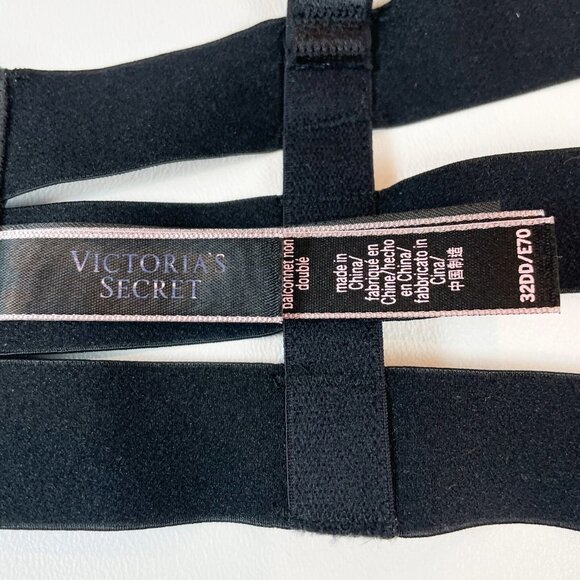 VICTORIA'S
SECRET
balconnet non
doublé
made in
China/
fabriqué en
Chine/hecho
en China/
fabbricato in
Cina/
中国制造
32DD/E70